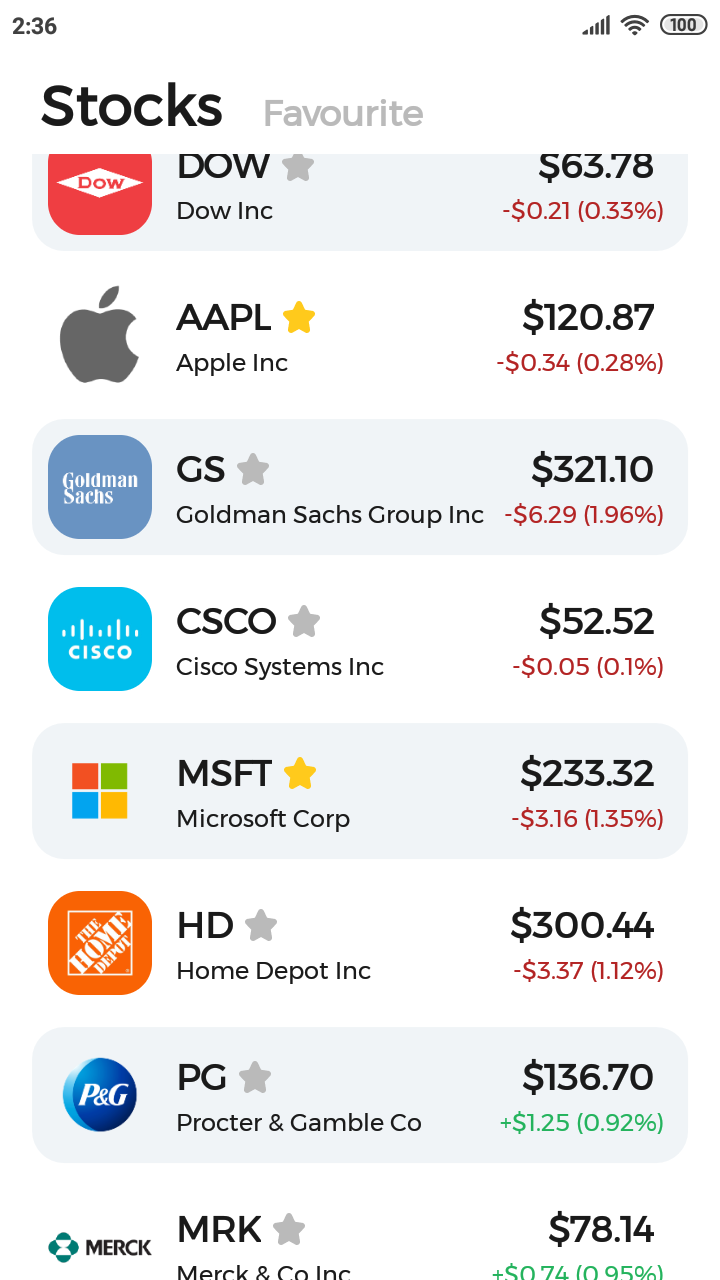 2:36 100
Stocks Favourite
DOW DOW $63.78
Dow Inc -$0.21 (0.33%)
AAPL $120.87
Apple Inc -$0.34 (0.28%)
Goldman Sachs GS $321.10
Goldman Sachs Group Inc -$6.29 (1.96%)
CISCO CSCO $52.52
Cisco Systems Inc -$0.05 (0.1%)
MSFT $233.32
Microsoft Corp -$3.16 (1.35%)
THE HOME DEPOT HD $300.44
Home Depot Inc -$3.37 (1.12%)
P&G PG $136.70
Procter & Gamble Co +$1.25 (0.92%)
MERCK MRK $78.14
Merck & Co Inc +$0.74 (0.95%)